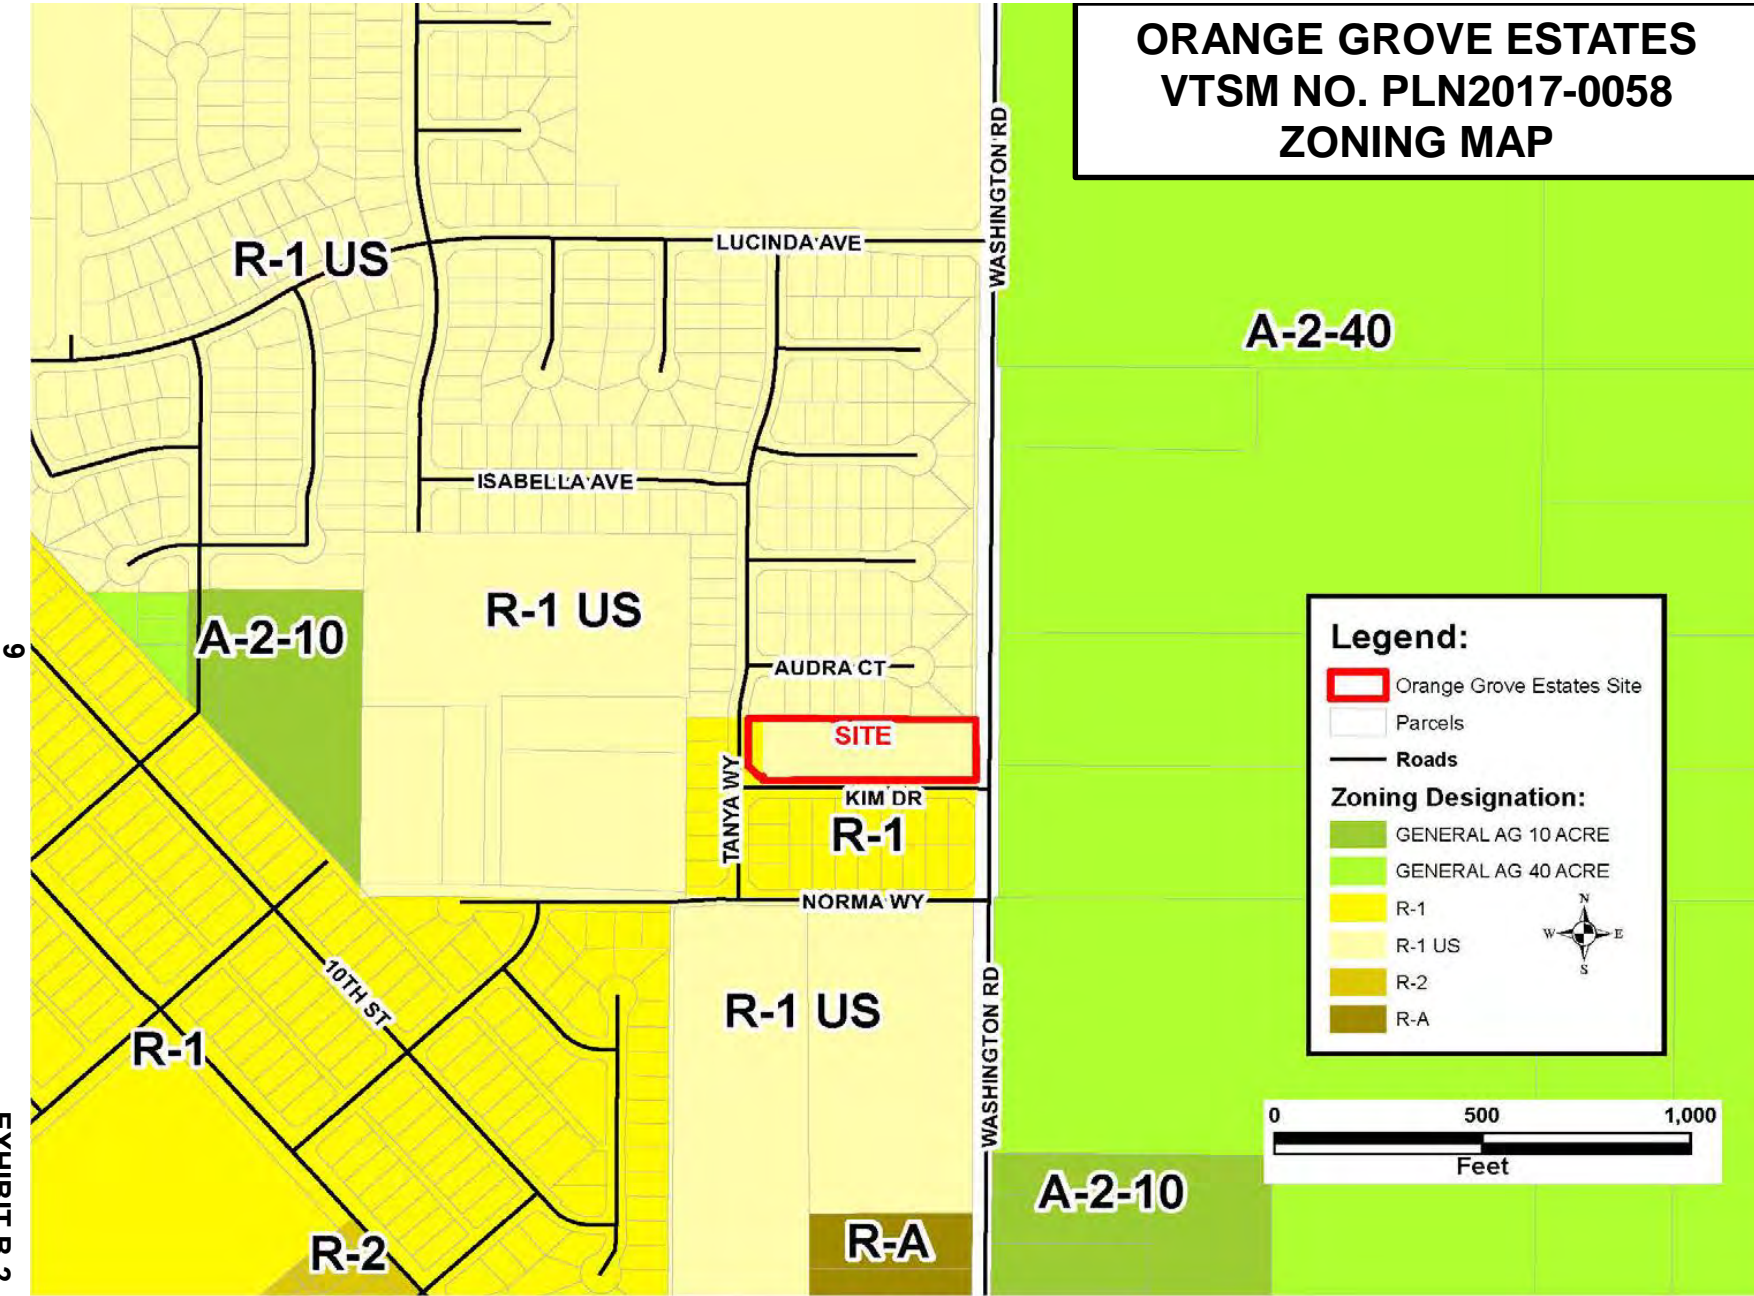 ORANGE GROVE ESTATES
VTSM NO. PLN2017-0058
ZONING MAP
WASHINGTON RD
LUCINDA AVE
R-1 US
A-2-40
ISABELLA AVE
R-1 US
A-2-10
AUDRA CT
SITE
TANYA WY
KIM DR
R-1
NORMA WY
10TH ST
R-1 US
WASHINGTON RD
R-1
A-2-10
R-A
R-2
Legend:
Orange Grove Estates Site
Parcels
Roads
Zoning Designation:
GENERAL AG 10 ACRE
GENERAL AG 40 ACRE
R-1
R-1 US
R-2
R-A
N
W E
S
0 500 1,000
Feet
9